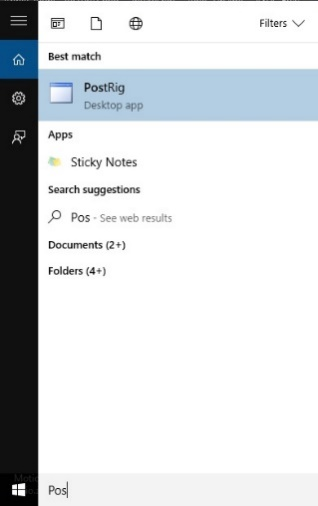 Filters
Best match
PostRig
Desktop app
Apps
Sticky Notes
Search suggestions
Pos - See web results
Documents (2+)
Folders (4+)
Pos